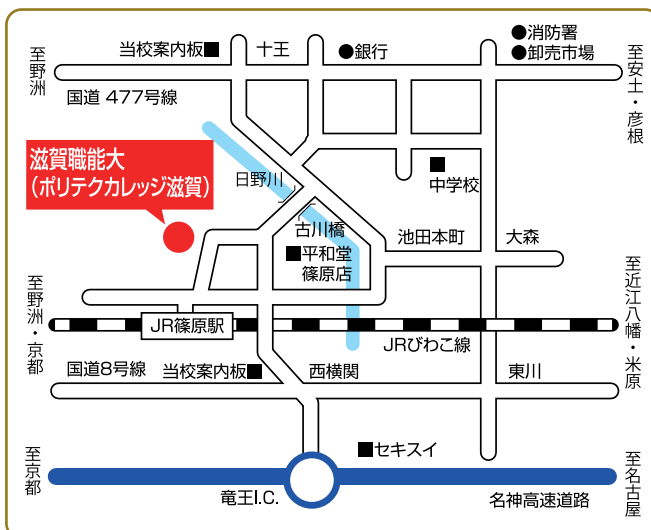 ●消防署
●卸売市場
当校案内板■
十王
●銀行
至野洲
至安土・彦根
国道 477号線
滋賀職能大
(ポリテクカレッジ滋賀)
日野川
■
中学校
古川橋
■平和堂
篠原店
池田本町
大森
至野洲・京都
至近江八幡・米原
JR篠原駅
JRびわこ線
国道8号線
当校案内板■
西横関
東川
■セキスイ
至京都
至名古屋
竜王I.C.
名神高速道路